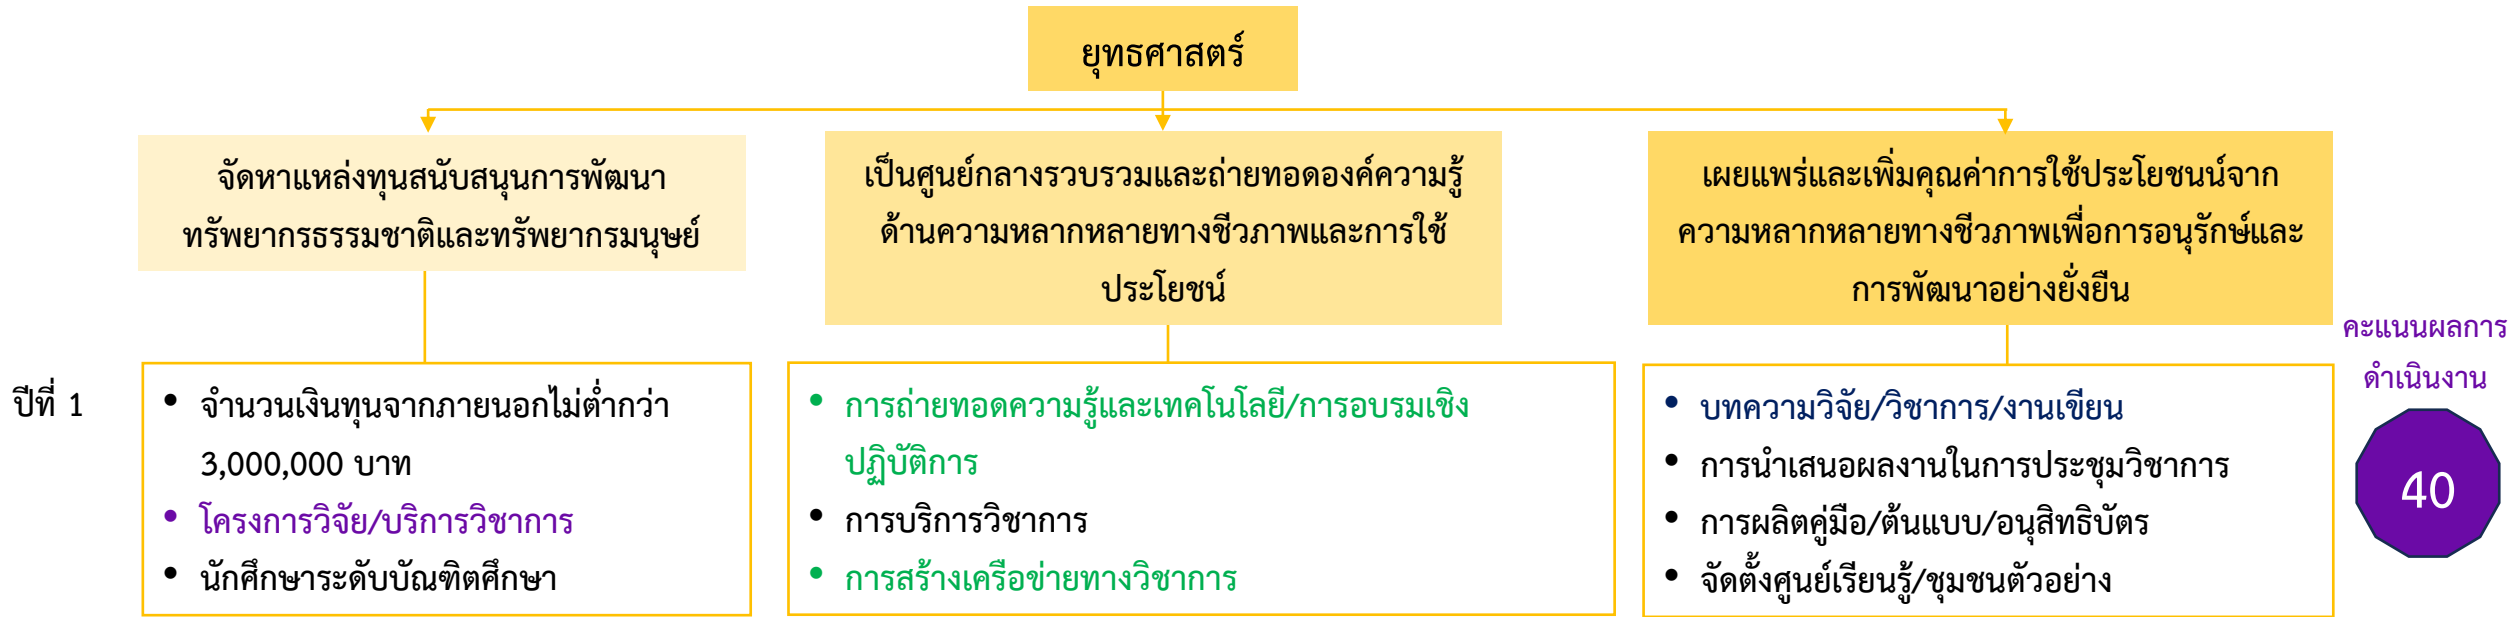 ยุทธศาสตร์
จัดหาแหล่งทุนสนับสนุนการพัฒนา
ทรัพยากรธรรมชาติและทรัพยากรมนุษย์
เป็นศูนย์กลางรวบรวมและถ่ายทอดองค์ความรู้
ด้านความหลากหลายทางชีวภาพและการใช้
ประโยชน์
เผยแพร่และเพิ่มคุณค่าการใช้ประโยชนน์จาก
ความหลากหลายทางชีวภาพเพื่อการอนุรักษ์และ
การพัฒนาอย่างยั่งยืน
ปีที่ 1
• จำนวนเงินทุนจากภายนอกไม่ต่ำกว่า
3,000,000 บาท
• โครงการวิจัย/บริการวิชาการ
• นักศึกษาระดับบัณฑิตศึกษา
• การถ่ายทอดความรู้และเทคโนโลยี/การอบรมเชิง
ปฏิบัติการ
• การบริการวิชาการ
• การสร้างเครือข่ายทางวิชาการ
• บทความวิจัย/วิชาการ/งานเขียน
• การนำเสนอผลงานในการประชุมวิชาการ
• การผลิตคู่มือ/ต้นแบบ/อนุสิทธิบัตร
• จัดตั้งศูนย์เรียนรู้/ชุมชนตัวอย่าง
คะแนนผลการ
ดำเนินงาน
40